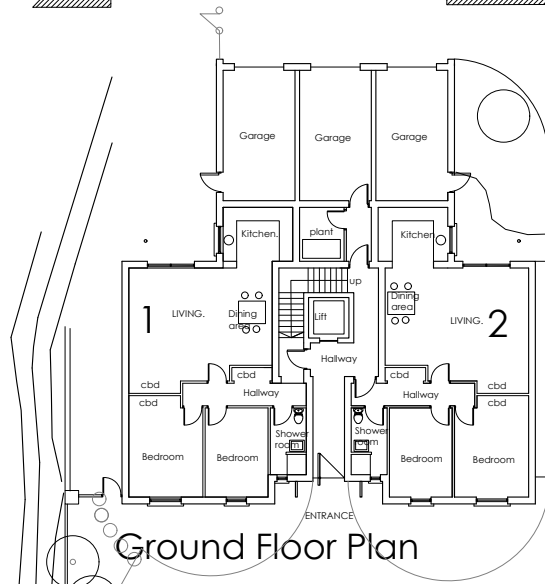 Garage
Garage
Garage
Kitchen.
plant
Kitchen
up
1
LIVING.
Dining
area
Lift
Dining
area
LIVING.
2
Hallway
cbd
cbd
cbd
cbd
Hallway
Hallway
cbd
cbd
Bedroom
Bedroom
Shower
room
Shower
room
Bedroom
Bedroom
ENTRANCE
Ground Floor Plan